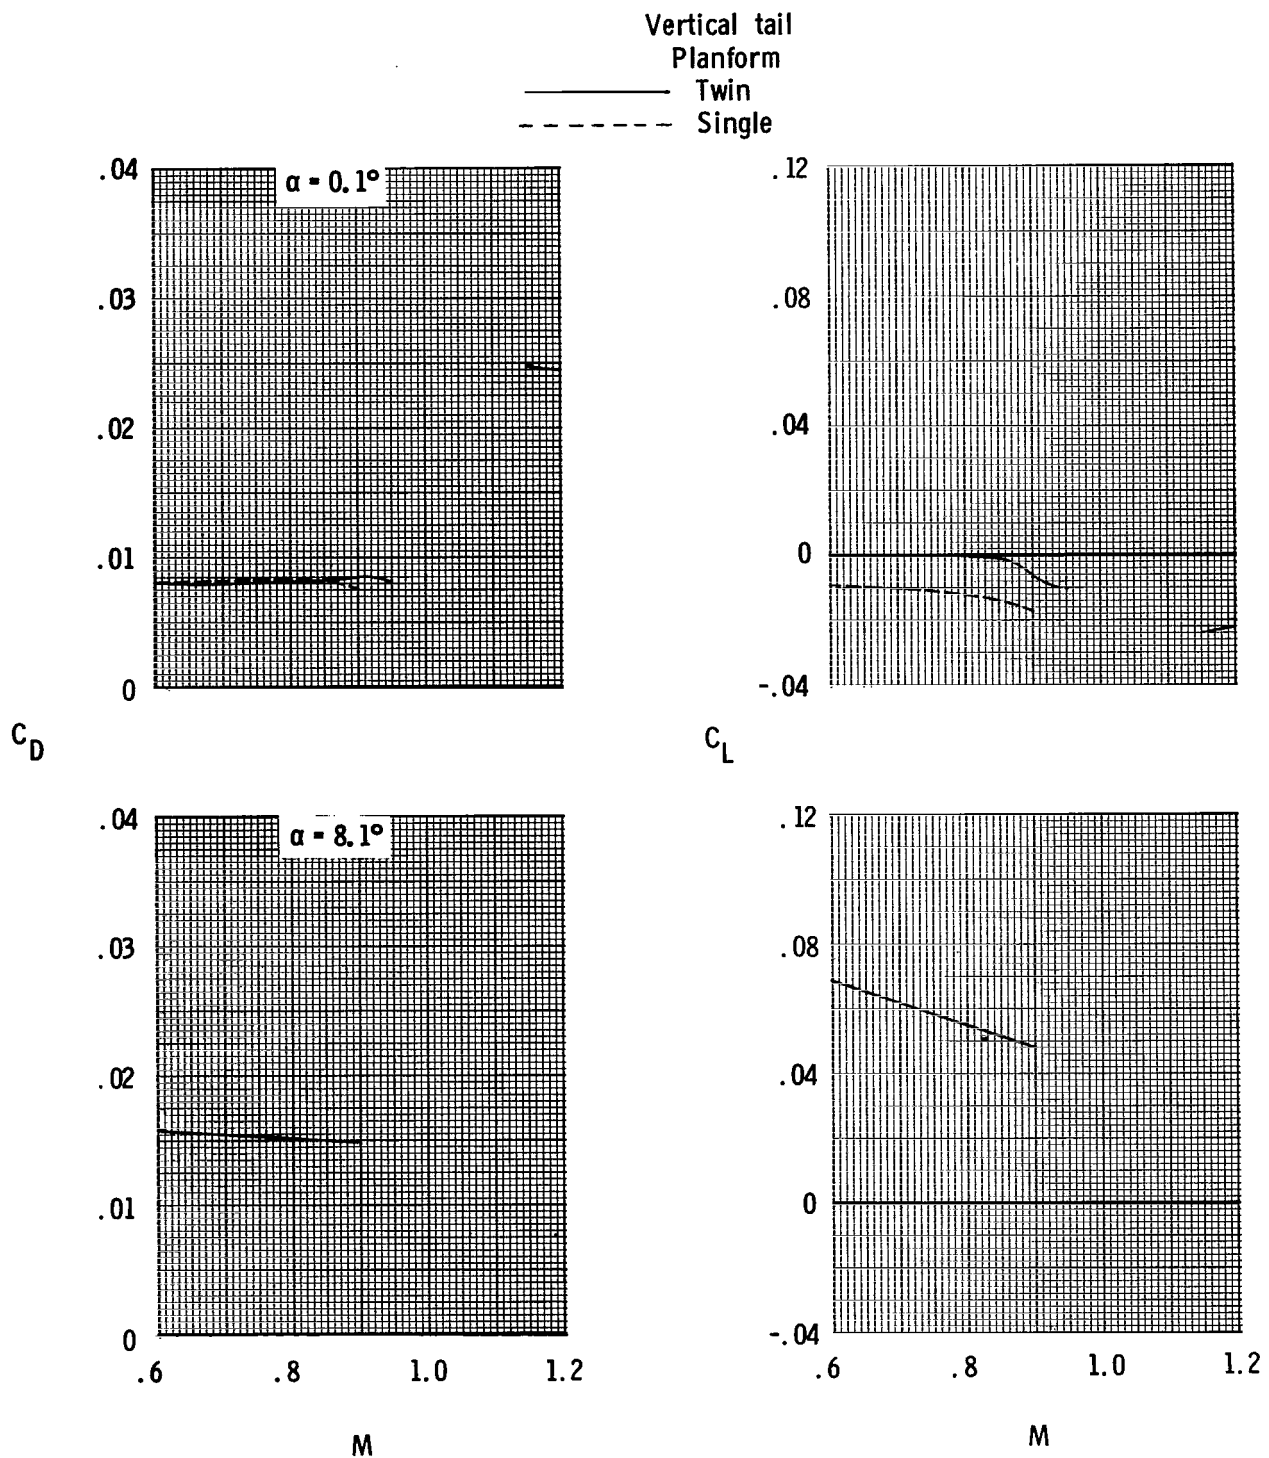 Vertical tail
Planform
Twin
Single
.04
α = 0.1°
.03
.02
.01
0
C_D
.12
.08
.04
0
-.04
C_L
.04
α = 8.1°
.03
.02
.01
0
.6 .8 1.0 1.2
M
.12
.08
.04
0
-.04
.6 .8 1.0 1.2
M